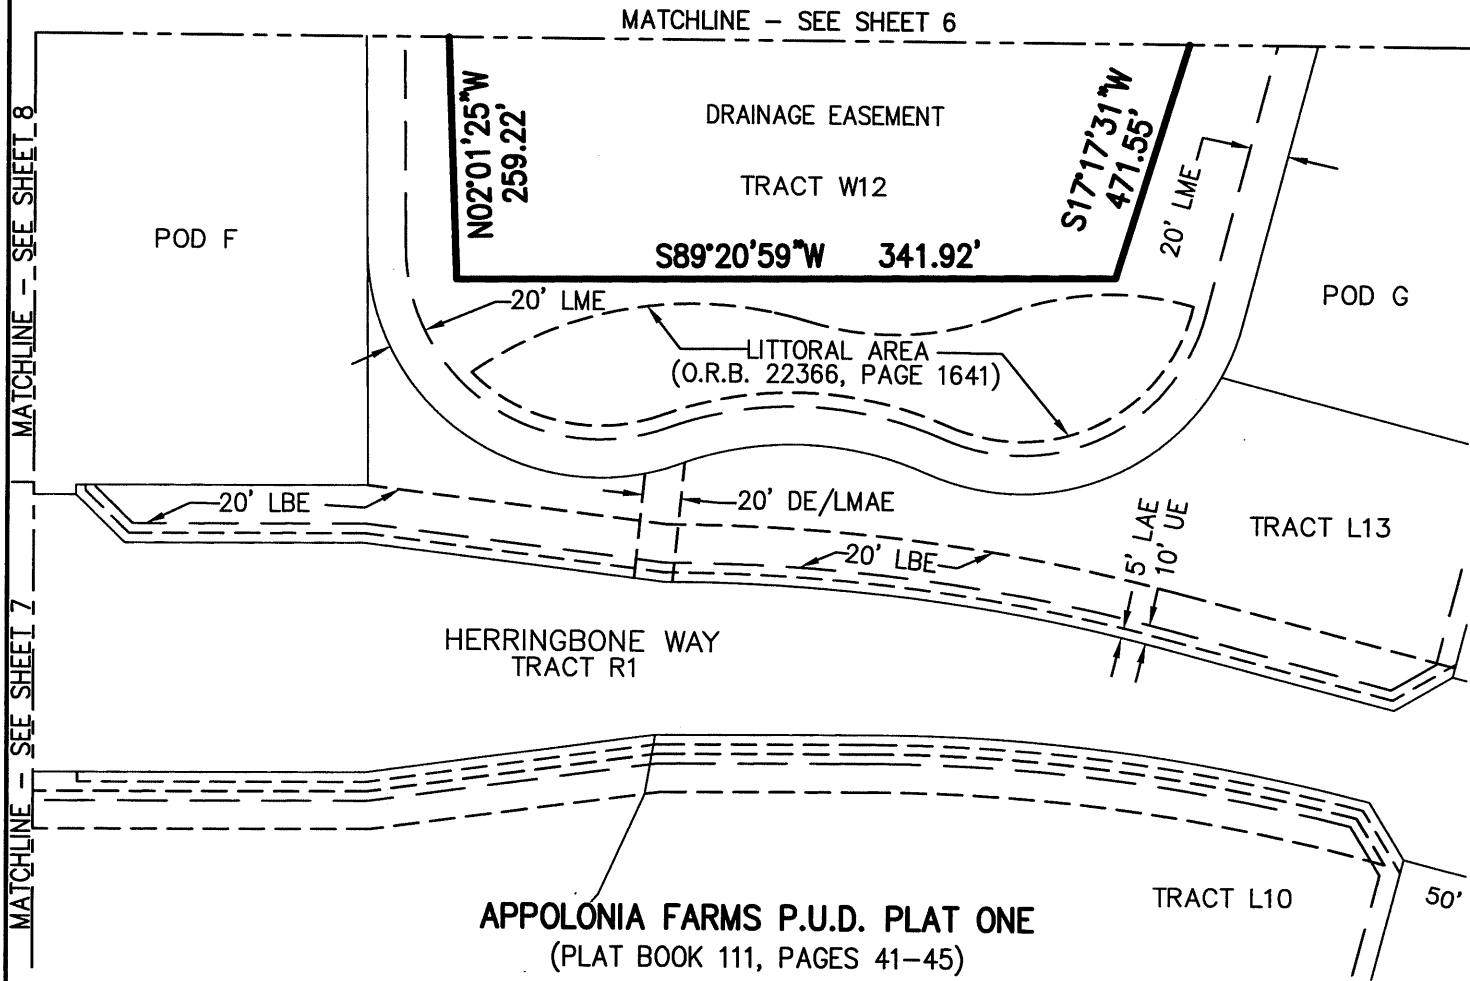 MATCHLINE – SEE SHEET 6
MATCHLINE – SEE SHEET 8
N02°01'25"W
259.22'
DRAINAGE EASEMENT
TRACT W12
S17°17'31"W
471.55'
20' LME
POD F
S89°20'59"W 341.92'
20' LME
POD G
LITTORAL AREA
(O.R.B. 22366, PAGE 1641)
20' LBE
20' DE/LMAE
20' LBE
5' LAE
10' UE
TRACT L13
MATCHLINE – SEE SHEET 7
HERRINGBONE WAY
TRACT R1
APPOLONIA FARMS P.U.D. PLAT ONE
(PLAT BOOK 111, PAGES 41–45)
TRACT L10
50'